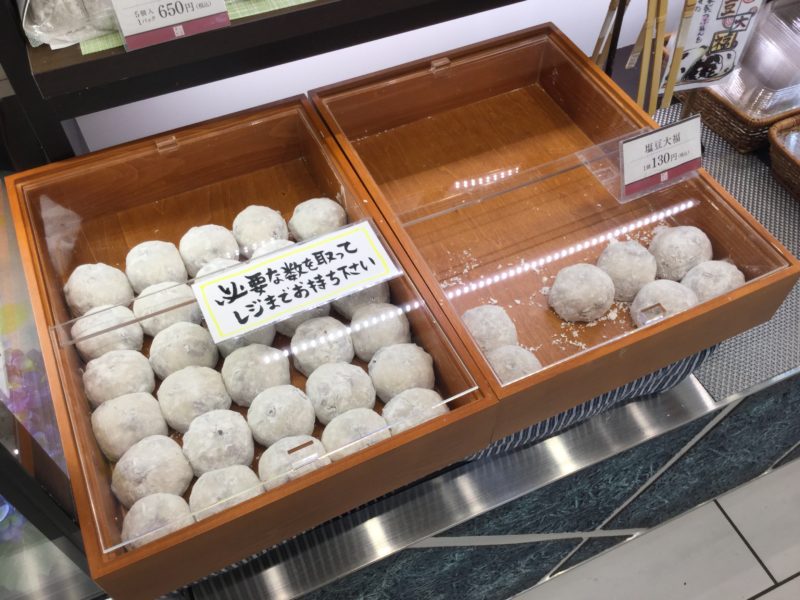 5個入
1パック 650円(税込)
塩豆大福
1個 130円(税込)
必要な数を取って
レジまでお持ち下さい
大福